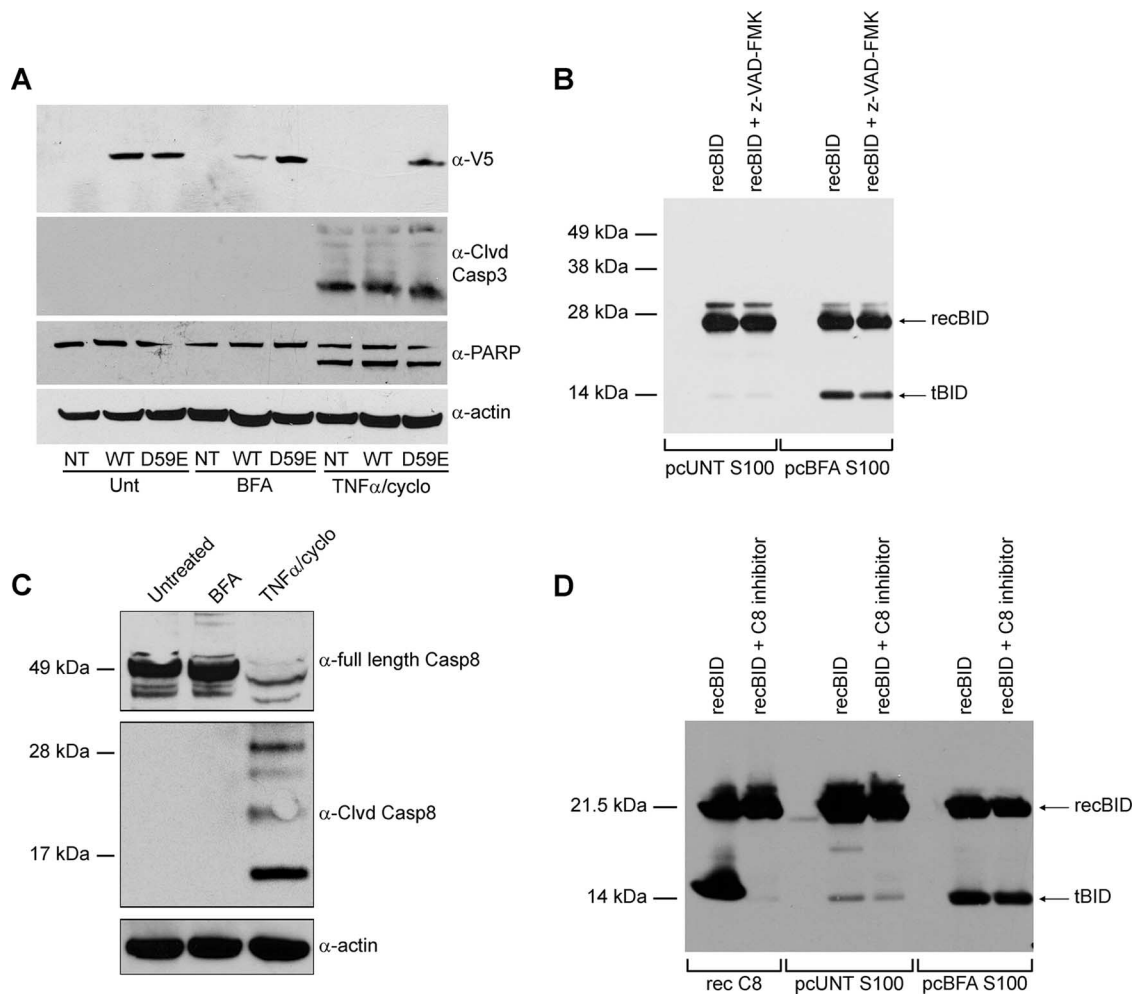 A
α-V5
α-Clvd
Casp3
α-PARP
α-actin
NT WT D59E NT WT D59E NT WT D59E
Unt BFA TNFα/cyclo
B
recBID
recBID + z-VAD-FMK
recBID
recBID + z-VAD-FMK
49 kDa
38 kDa
28 kDa
recBID
14 kDa
tBID
pcUNT S100 pcBFA S100
C
Untreated
BFA
TNFα/cyclo
49 kDa
α-full length Casp8
28 kDa
α-Clvd Casp8
17 kDa
α-actin
D
recBID
recBID + C8 inhibitor
recBID
recBID + C8 inhibitor
recBID
recBID + C8 inhibitor
21.5 kDa
recBID
14 kDa
tBID
rec C8 pcUNT S100 pcBFA S100